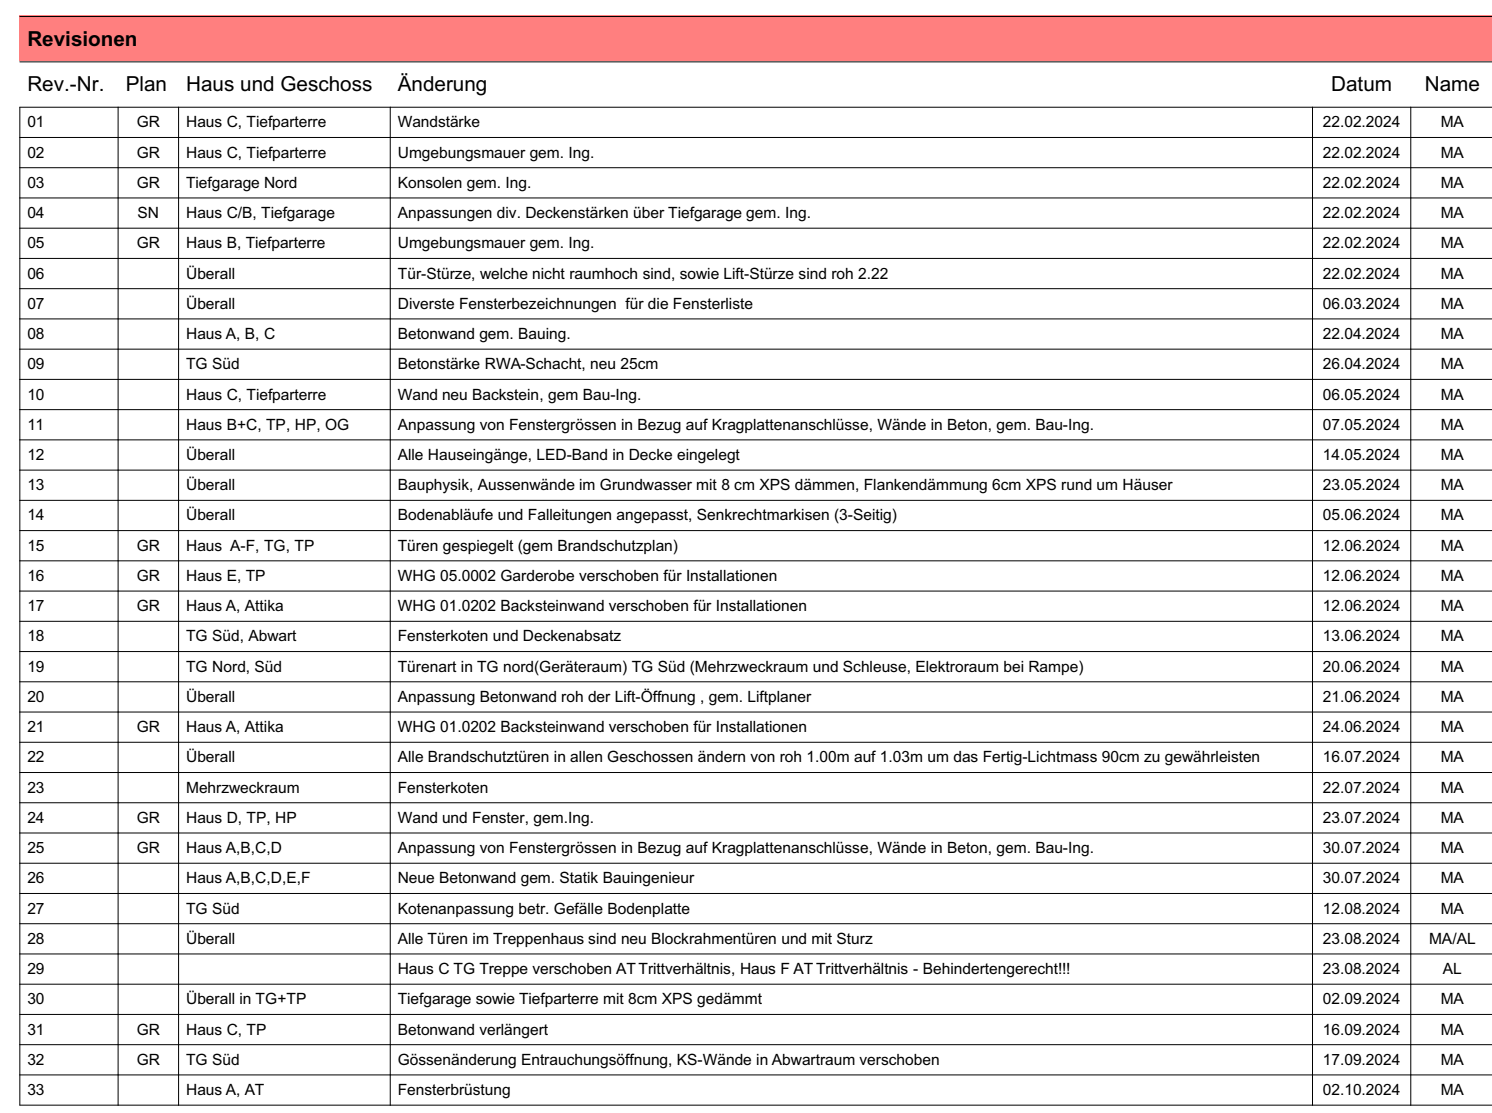 Revisionen
Rev.-Nr. Plan Haus und Geschoss Änderung Datum Name
01 GR Haus C, Tiefparterre Wandstärke 22.02.2024 MA
02 GR Haus C, Tiefparterre Umgebungsmauer gem. Ing. 22.02.2024 MA
03 GR Tiefgarage Nord Konsolen gem. Ing. 22.02.2024 MA
04 SN Haus C/B, Tiefgarage Anpassungen div. Deckenstärken über Tiefgarage gem. Ing. 22.02.2024 MA
05 GR Haus B, Tiefparterre Umgebungsmauer gem. Ing. 22.02.2024 MA
06 Überall Tür-Stürze, welche nicht raumhoch sind, sowie Lift-Stürze sind roh 2.22 22.02.2024 MA
07 Überall Diverste Fensterbezeichnungen für die Fensterliste 06.03.2024 MA
08 Haus A, B, C Betonwand gem. Bauing. 22.04.2024 MA
09 TG Süd Betonstärke RWA-Schacht, neu 25cm 26.04.2024 MA
10 Haus C, Tiefparterre Wand neu Backstein, gem Bau-Ing. 06.05.2024 MA
11 Haus B+C, TP, HP, OG Anpassung von Fenstergrössen in Bezug auf Kragplattenanschlüsse, Wände in Beton, gem. Bau-Ing. 07.05.2024 MA
12 Überall Alle Hauseingänge, LED-Band in Decke eingelegt 14.05.2024 MA
13 Überall Bauphysik, Aussenwände im Grundwasser mit 8 cm XPS dämmen, Flankendämmung 6cm XPS rund um Häuser 23.05.2024 MA
14 Überall Bodenabläufe und Falleitungen angepasst, Senkrechtmarkisen (3-Seitig) 05.06.2024 MA
15 GR Haus A-F, TG, TP Türen gespiegelt (gem Brandschutzplan) 12.06.2024 MA
16 GR Haus E, TP WHG 05.0002 Garderobe verschoben für Installationen 12.06.2024 MA
17 GR Haus A, Attika WHG 01.0202 Backsteinwand verschoben für Installationen 12.06.2024 MA
18 TG Süd, Abwart Fensterkoten und Deckenabsatz 13.06.2024 MA
19 TG Nord, Süd Türenart in TG nord(Geräteraum) TG Süd (Mehrzweckraum und Schleuse, Elektroraum bei Rampe) 20.06.2024 MA
20 Überall Anpassung Betonwand roh der Lift-Öffnung , gem. Liftplaner 21.06.2024 MA
21 GR Haus A, Attika WHG 01.0202 Backsteinwand verschoben für Installationen 24.06.2024 MA
22 Überall Alle Brandschutztüren in allen Geschossen ändern von roh 1.00m auf 1.03m um das Fertig-Lichtmass 90cm zu gewährleisten 16.07.2024 MA
23 Mehrzweckraum Fensterkoten 22.07.2024 MA
24 GR Haus D, TP, HP Wand und Fenster, gem.Ing. 23.07.2024 MA
25 GR Haus A,B,C,D Anpassung von Fenstergrössen in Bezug auf Kragplattenanschlüsse, Wände in Beton, gem. Bau-Ing. 30.07.2024 MA
26 Haus A,B,C,D,E,F Neue Betonwand gem. Statik Bauingenieur 30.07.2024 MA
27 TG Süd Kotenanpassung betr. Gefälle Bodenplatte 12.08.2024 MA
28 Überall Alle Türen im Treppenhaus sind neu Blockrahmentüren und mit Sturz 23.08.2024 MA/AL
29 Haus C TG Treppe verschoben AT Trittverhältnis, Haus F AT Trittverhältnis - Behindertengerecht!!! 23.08.2024 AL
30 Überall in TG+TP Tiefgarage sowie Tiefparterre mit 8cm XPS gedämmt 02.09.2024 MA
31 GR Haus C, TP Betonwand verlängert 16.09.2024 MA
32 GR TG Süd Gössenänderung Entrauchungsöffnung, KS-Wände in Abwartraum verschoben 17.09.2024 MA
33 Haus A, AT Fensterbrüstung 02.10.2024 MA